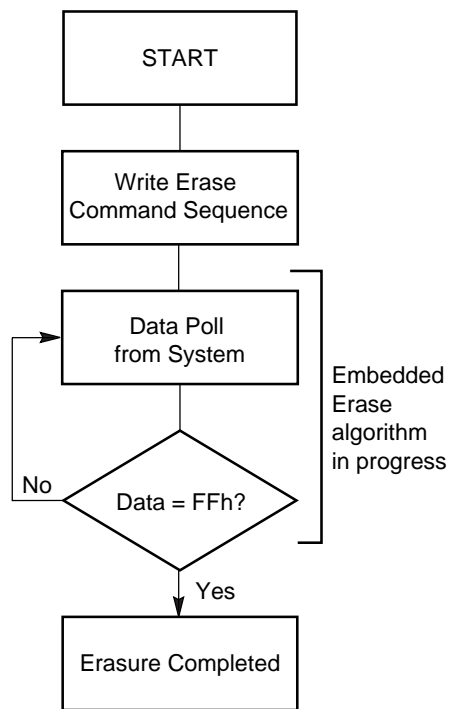 START
Write Erase
Command Sequence
Data Poll
from System
Embedded
Erase
algorithm
in progress
No
Data = FFh?
Yes
Erasure Completed